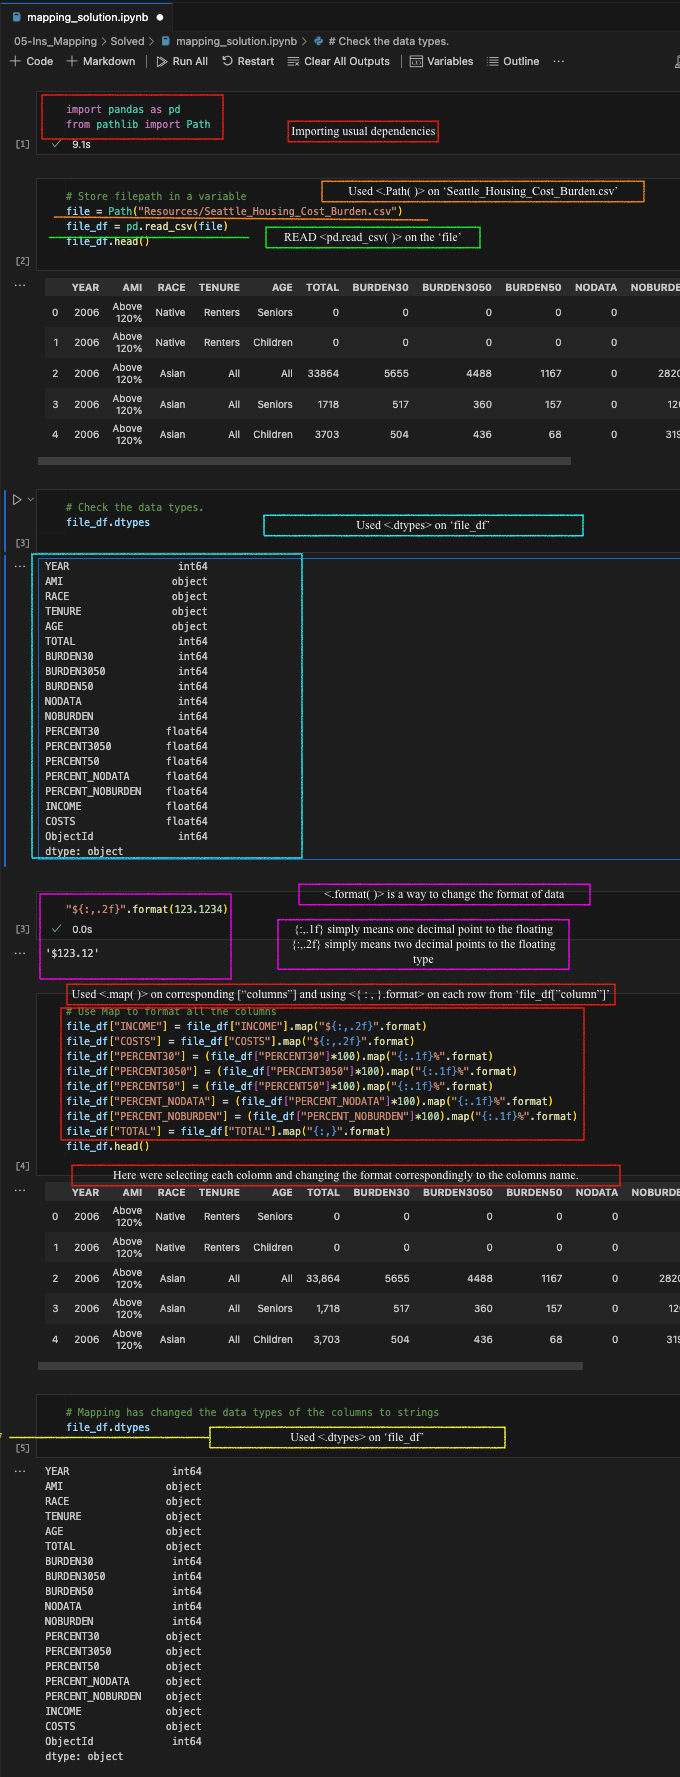 mapping_solution.ipynb ●
05-Ins_Mapping > Solved > mapping_solution.ipynb > # Check the data types.
+ Code + Markdown | Run All Restart Clear All Outputs | Variables Outline ...
import pandas as pd
from pathlib import Path
Importing usual dependencies
[1] ✓ 9.1s
Used <.Path( )> on ‘Seattle_Housing_Cost_Burden.csv’
# Store filepath in a variable
file = Path("Resources/Seattle_Housing_Cost_Burden.csv")
file_df = pd.read_csv(file)
READ <pd.read_csv( )> on the ‘file’
file_df.head()
[2]
... YEAR AMI RACE TENURE AGE TOTAL BURDEN30 BURDEN3050 BURDEN50 NODATA NOBURDE
0 2006 Above 120% Native Renters Seniors 0 0 0 0 0
1 2006 Above 120% Native Renters Children 0 0 0 0 0
2 2006 Above 120% Asian All All 33864 5655 4488 1167 0 2820
3 2006 Above 120% Asian All Seniors 1718 517 360 157 0 120
4 2006 Above 120% Asian All Children 3703 504 436 68 0 319
# Check the data types.
file_df.dtypes
Used <.dtypes> on ‘file_df’
[3]
... YEAR int64
AMI object
RACE object
TENURE object
AGE object
TOTAL int64
BURDEN30 int64
BURDEN3050 int64
BURDEN50 int64
NODATA int64
NOBURDEN int64
PERCENT30 float64
PERCENT3050 float64
PERCENT50 float64
PERCENT_NODATA float64
PERCENT_NOBURDEN float64
INCOME float64
COSTS float64
ObjectId int64
dtype: object
<.format( )> is a way to change the format of data
"${:,.2f}".format(123.1234)
[3] ✓ 0.0s
{:,.1f} simply means one decimal point to the floating
{:,.2f} simply means two decimal points to the floating
type
... '$123.12'
Used <.map( )> on corresponding [“columns”] and using <{ : , }.format> on each row from ‘file_df[”column”]’
# Use Map to format all the columns
file_df["INCOME"] = file_df["INCOME"].map("${:,.2f}".format)
file_df["COSTS"] = file_df["COSTS"].map("${:,.2f}".format)
file_df["PERCENT30"] = (file_df["PERCENT30"]*100).map("{:.1f}%".format)
file_df["PERCENT3050"] = (file_df["PERCENT3050"]*100).map("{:.1f}%".format)
file_df["PERCENT50"] = (file_df["PERCENT50"]*100).map("{:.1f}%".format)
file_df["PERCENT_NODATA"] = (file_df["PERCENT_NODATA"]*100).map("{:.1f}%".format)
file_df["PERCENT_NOBURDEN"] = (file_df["PERCENT_NOBURDEN"]*100).map("{:.1f}%".format)
file_df["TOTAL"] = file_df["TOTAL"].map("{:,}".format)
file_df.head()
[4]
Here were selecting each colomn and changing the format correspondingly to the colomns name.
... YEAR AMI RACE TENURE AGE TOTAL BURDEN30 BURDEN3050 BURDEN50 NODATA NOBURDE
0 2006 Above 120% Native Renters Seniors 0 0 0 0 0
1 2006 Above 120% Native Renters Children 0 0 0 0 0
2 2006 Above 120% Asian All All 33,864 5655 4488 1167 0 2820
3 2006 Above 120% Asian All Seniors 1,718 517 360 157 0 120
4 2006 Above 120% Asian All Children 3,703 504 436 68 0 319
# Mapping has changed the data types of the columns to strings
file_df.dtypes
Used <.dtypes> on ‘file_df’
[5]
... YEAR int64
AMI object
RACE object
TENURE object
AGE object
TOTAL object
BURDEN30 int64
BURDEN3050 int64
BURDEN50 int64
NODATA int64
NOBURDEN int64
PERCENT30 object
PERCENT3050 object
PERCENT50 object
PERCENT_NODATA object
PERCENT_NOBURDEN object
INCOME object
COSTS object
ObjectId int64
dtype: object